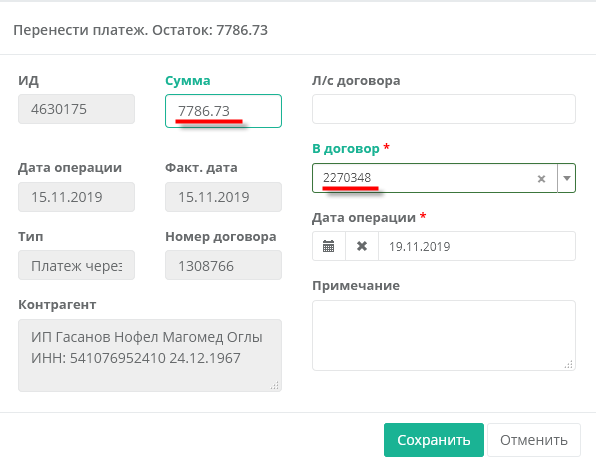 Перенести платеж. Остаток: 7786.73
ИД
4630175
Сумма
7786.73
Л/с договора
В договор *
2270348
Дата операции
15.11.2019
Факт. дата
15.11.2019
Дата операции *
19.11.2019
Тип
Платеж через
Номер договора
1308766
Примечание
Контрагент
ИП Гасанов Нофел Магомед Оглы
ИНН: 541076952410 24.12.1967
Сохранить
Отменить